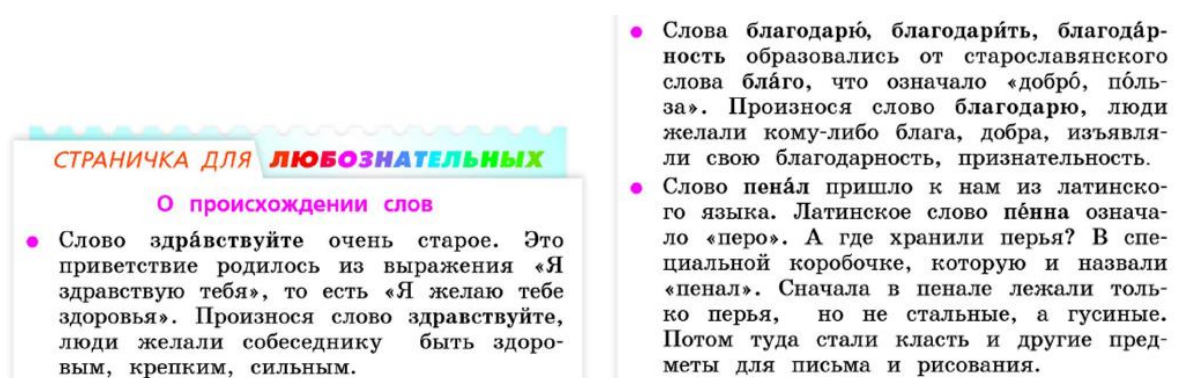 СТРАНИЧКА ДЛЯ ЛЮБОЗНАТЕЛЬНЫХ
О происхождении слов
● Слово здра́вствуйте очень старое. Это
приветствие родилось из выражения «Я
здравствую тебя», то есть «Я желаю тебе
здоровья». Произнося слово здравствуйте,
люди желали собеседнику быть здоро-
вым, крепким, сильным.
● Слова благодарю́, благодари́ть, благода́р-
ность образовались от старославянского
слова бла́го, что означало «добро́, по́ль-
за». Произнося слово благодарю, люди
желали кому-либо блага, добра, изъявля-
ли свою благодарность, признательность.
● Слово пена́л пришло к нам из латинско-
го языка. Латинское слово пе́нна означа-
ло «перо». А где хранили перья? В спе-
циальной коробочке, которую и назвали
«пенал». Сначала в пенале лежали толь-
ко перья, но не стальные, а гусиные.
Потом туда стали класть и другие пред-
меты для письма и рисования.